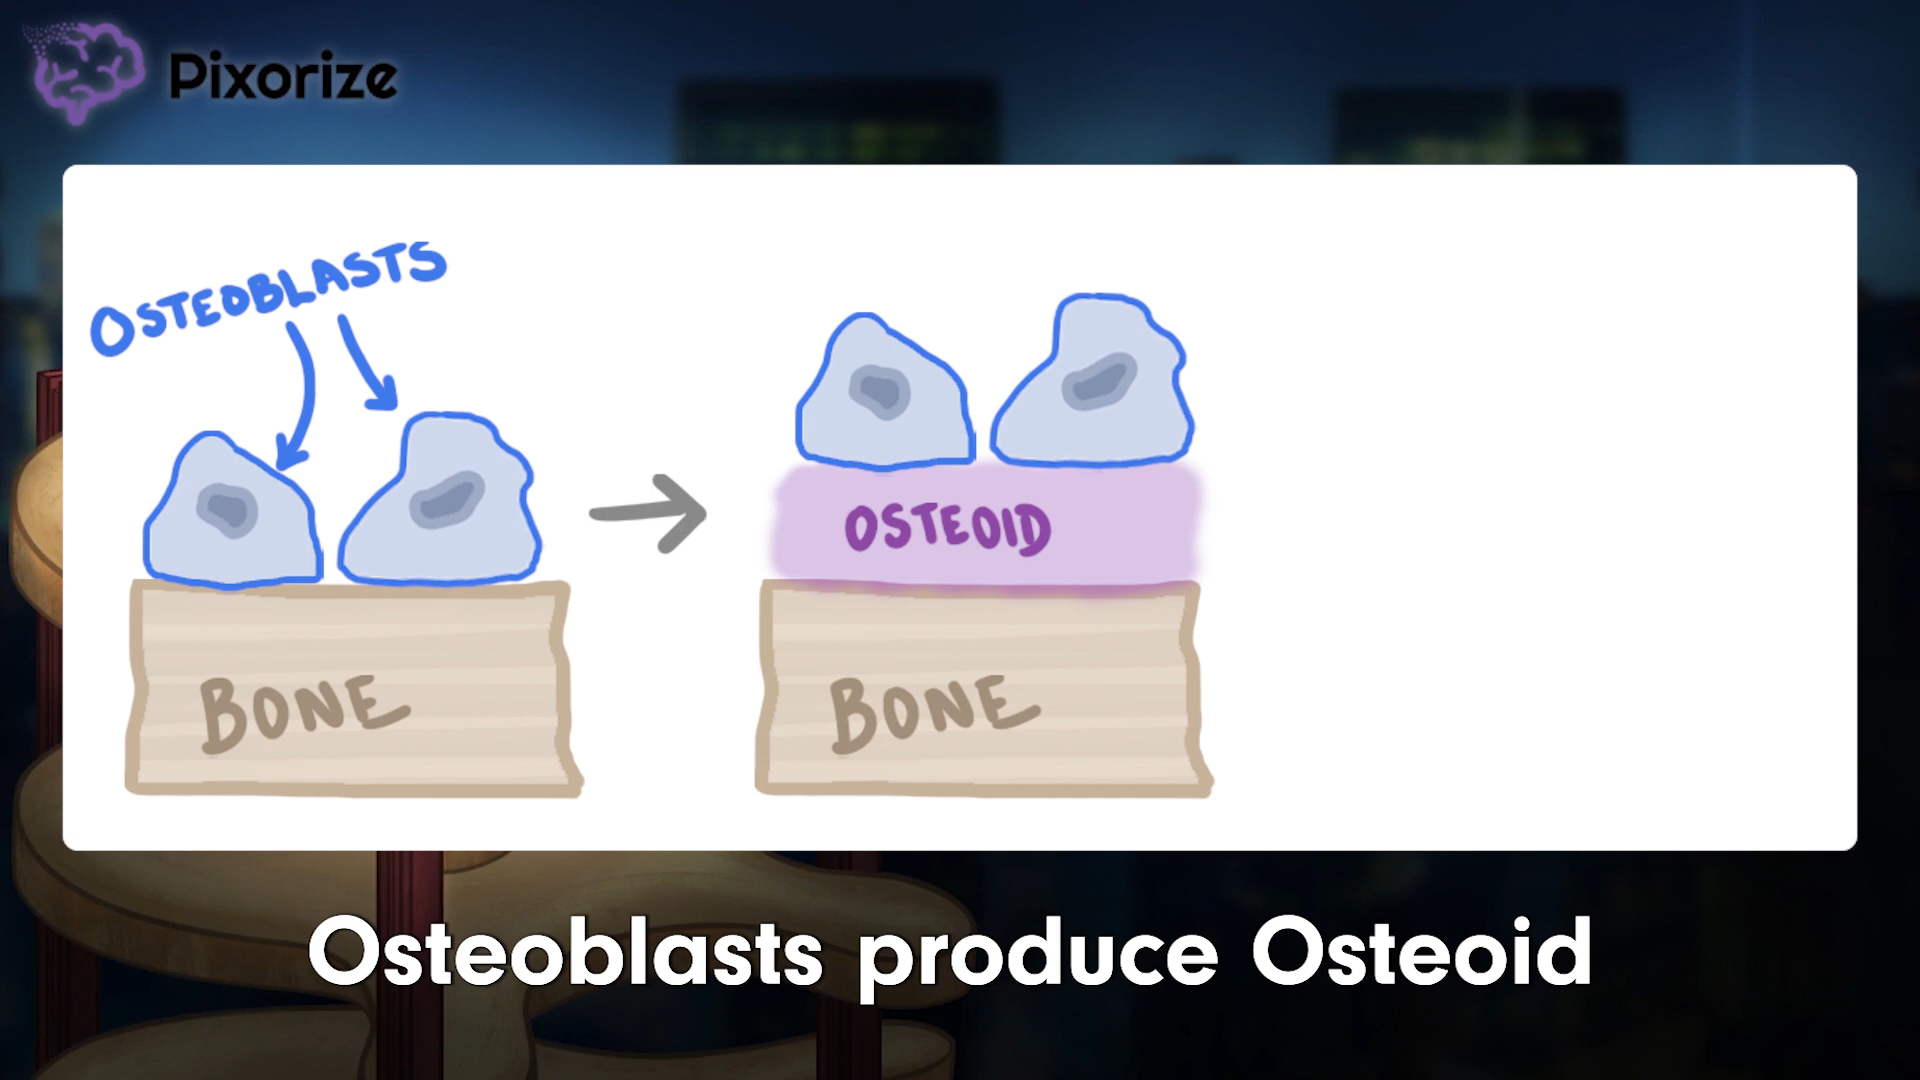 Pixorize
OSTEOBLASTS
OSTEOID
BONE
BONE
Osteoblasts produce Osteoid